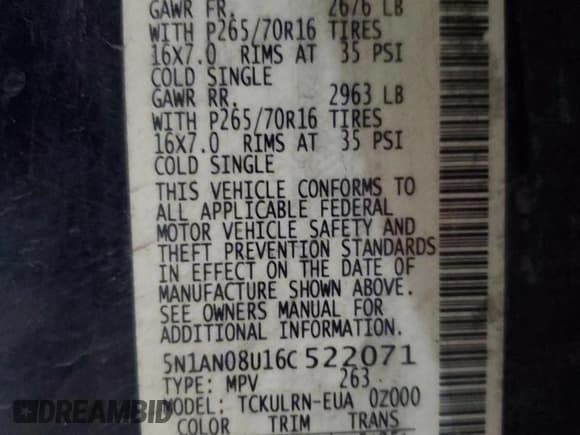 GAWR FR. 2676 LB
WITH P265/70R16 TIRES
16X7.0 RIMS AT 35 PSI
COLD SINGLE
GAWR RR. 2963 LB
WITH P265/70R16 TIRES
16X7.0 RIMS AT 35 PSI
COLD SINGLE
THIS VEHICLE CONFORMS TO
ALL APPLICABLE FEDERAL
MOTOR VEHICLE SAFETY AND
THEFT PREVENTION STANDARDS
IN EFFECT ON THE DATE OF
MANUFACTURE SHOWN ABOVE.
SEE OWNERS MANUAL FOR
ADDITIONAL INFORMATION.
5N1AN08U16C522071
TYPE: MPV 263
MODEL: TCKULRN-EUA 0Z000
COLOR TRIM TRANS
DREAMBID